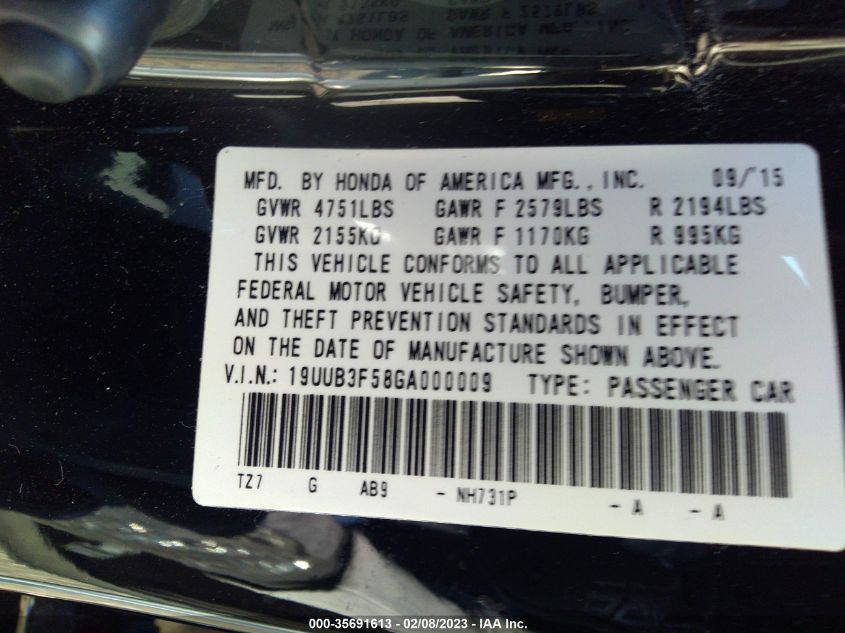 MFD. BY HONDA OF AMERICA MFG., INC. 09/15
GVWR 4751LBS GAWR F 2579LBS R 2194LBS
GVWR 2155KG GAWR F 1170KG R 995KG
THIS VEHICLE CONFORMS TO ALL APPLICABLE
FEDERAL MOTOR VEHICLE SAFETY, BUMPER,
AND THEFT PREVENTION STANDARDS IN EFFECT
ON THE DATE OF MANUFACTURE SHOWN ABOVE.
V.I.N.: 19UUB3F58GA000009 TYPE: PASSENGER CAR
TZ7 G AB9 - NH731P - A - A
000-35691613 - 02/08/2023 - IAA Inc.